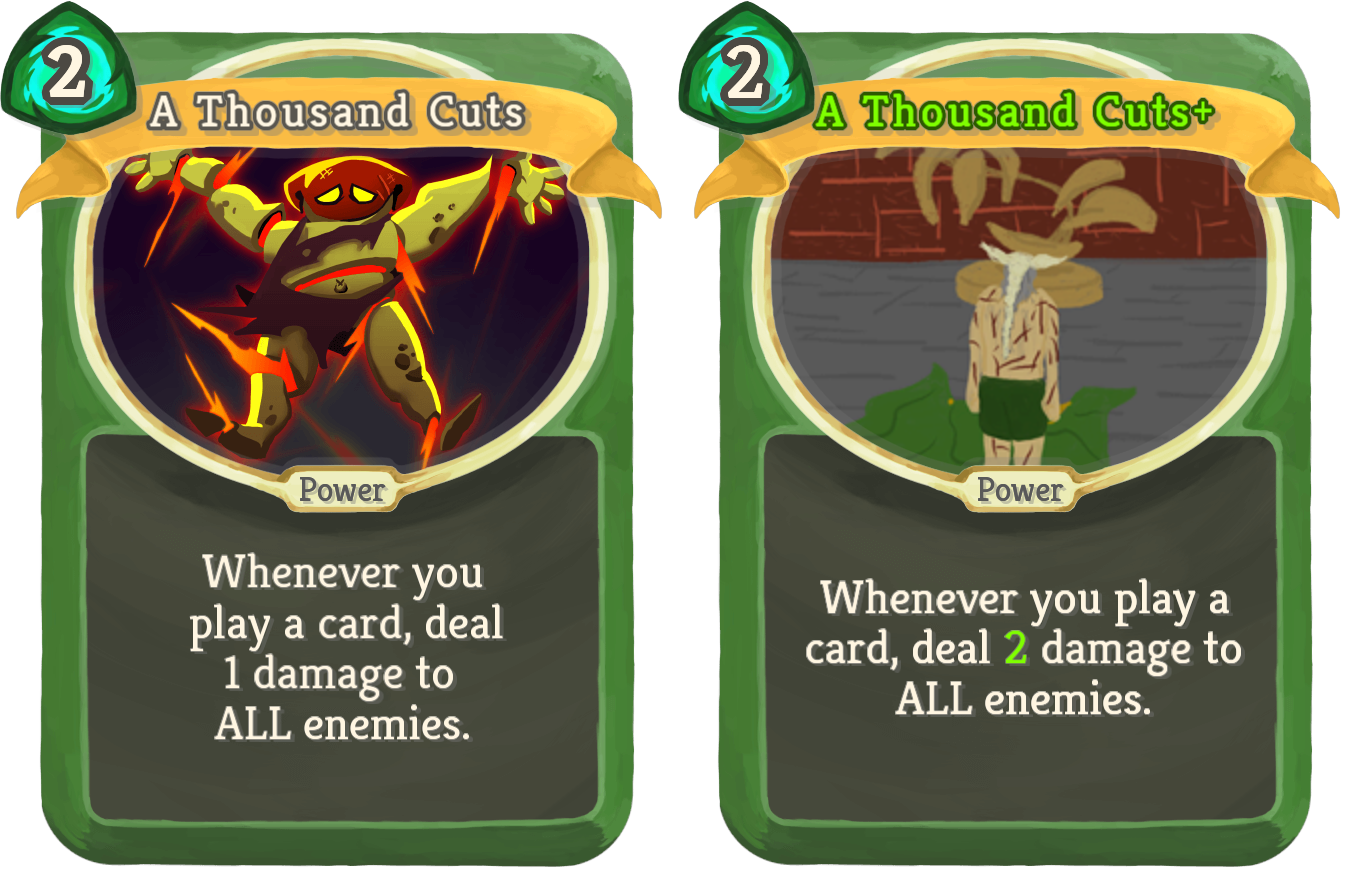 2
A Thousand Cuts
Power
Whenever you
play a card, deal
1 damage to
ALL enemies.
2
A Thousand Cuts+
Power
Whenever you play a
card, deal 2 damage to
ALL enemies.